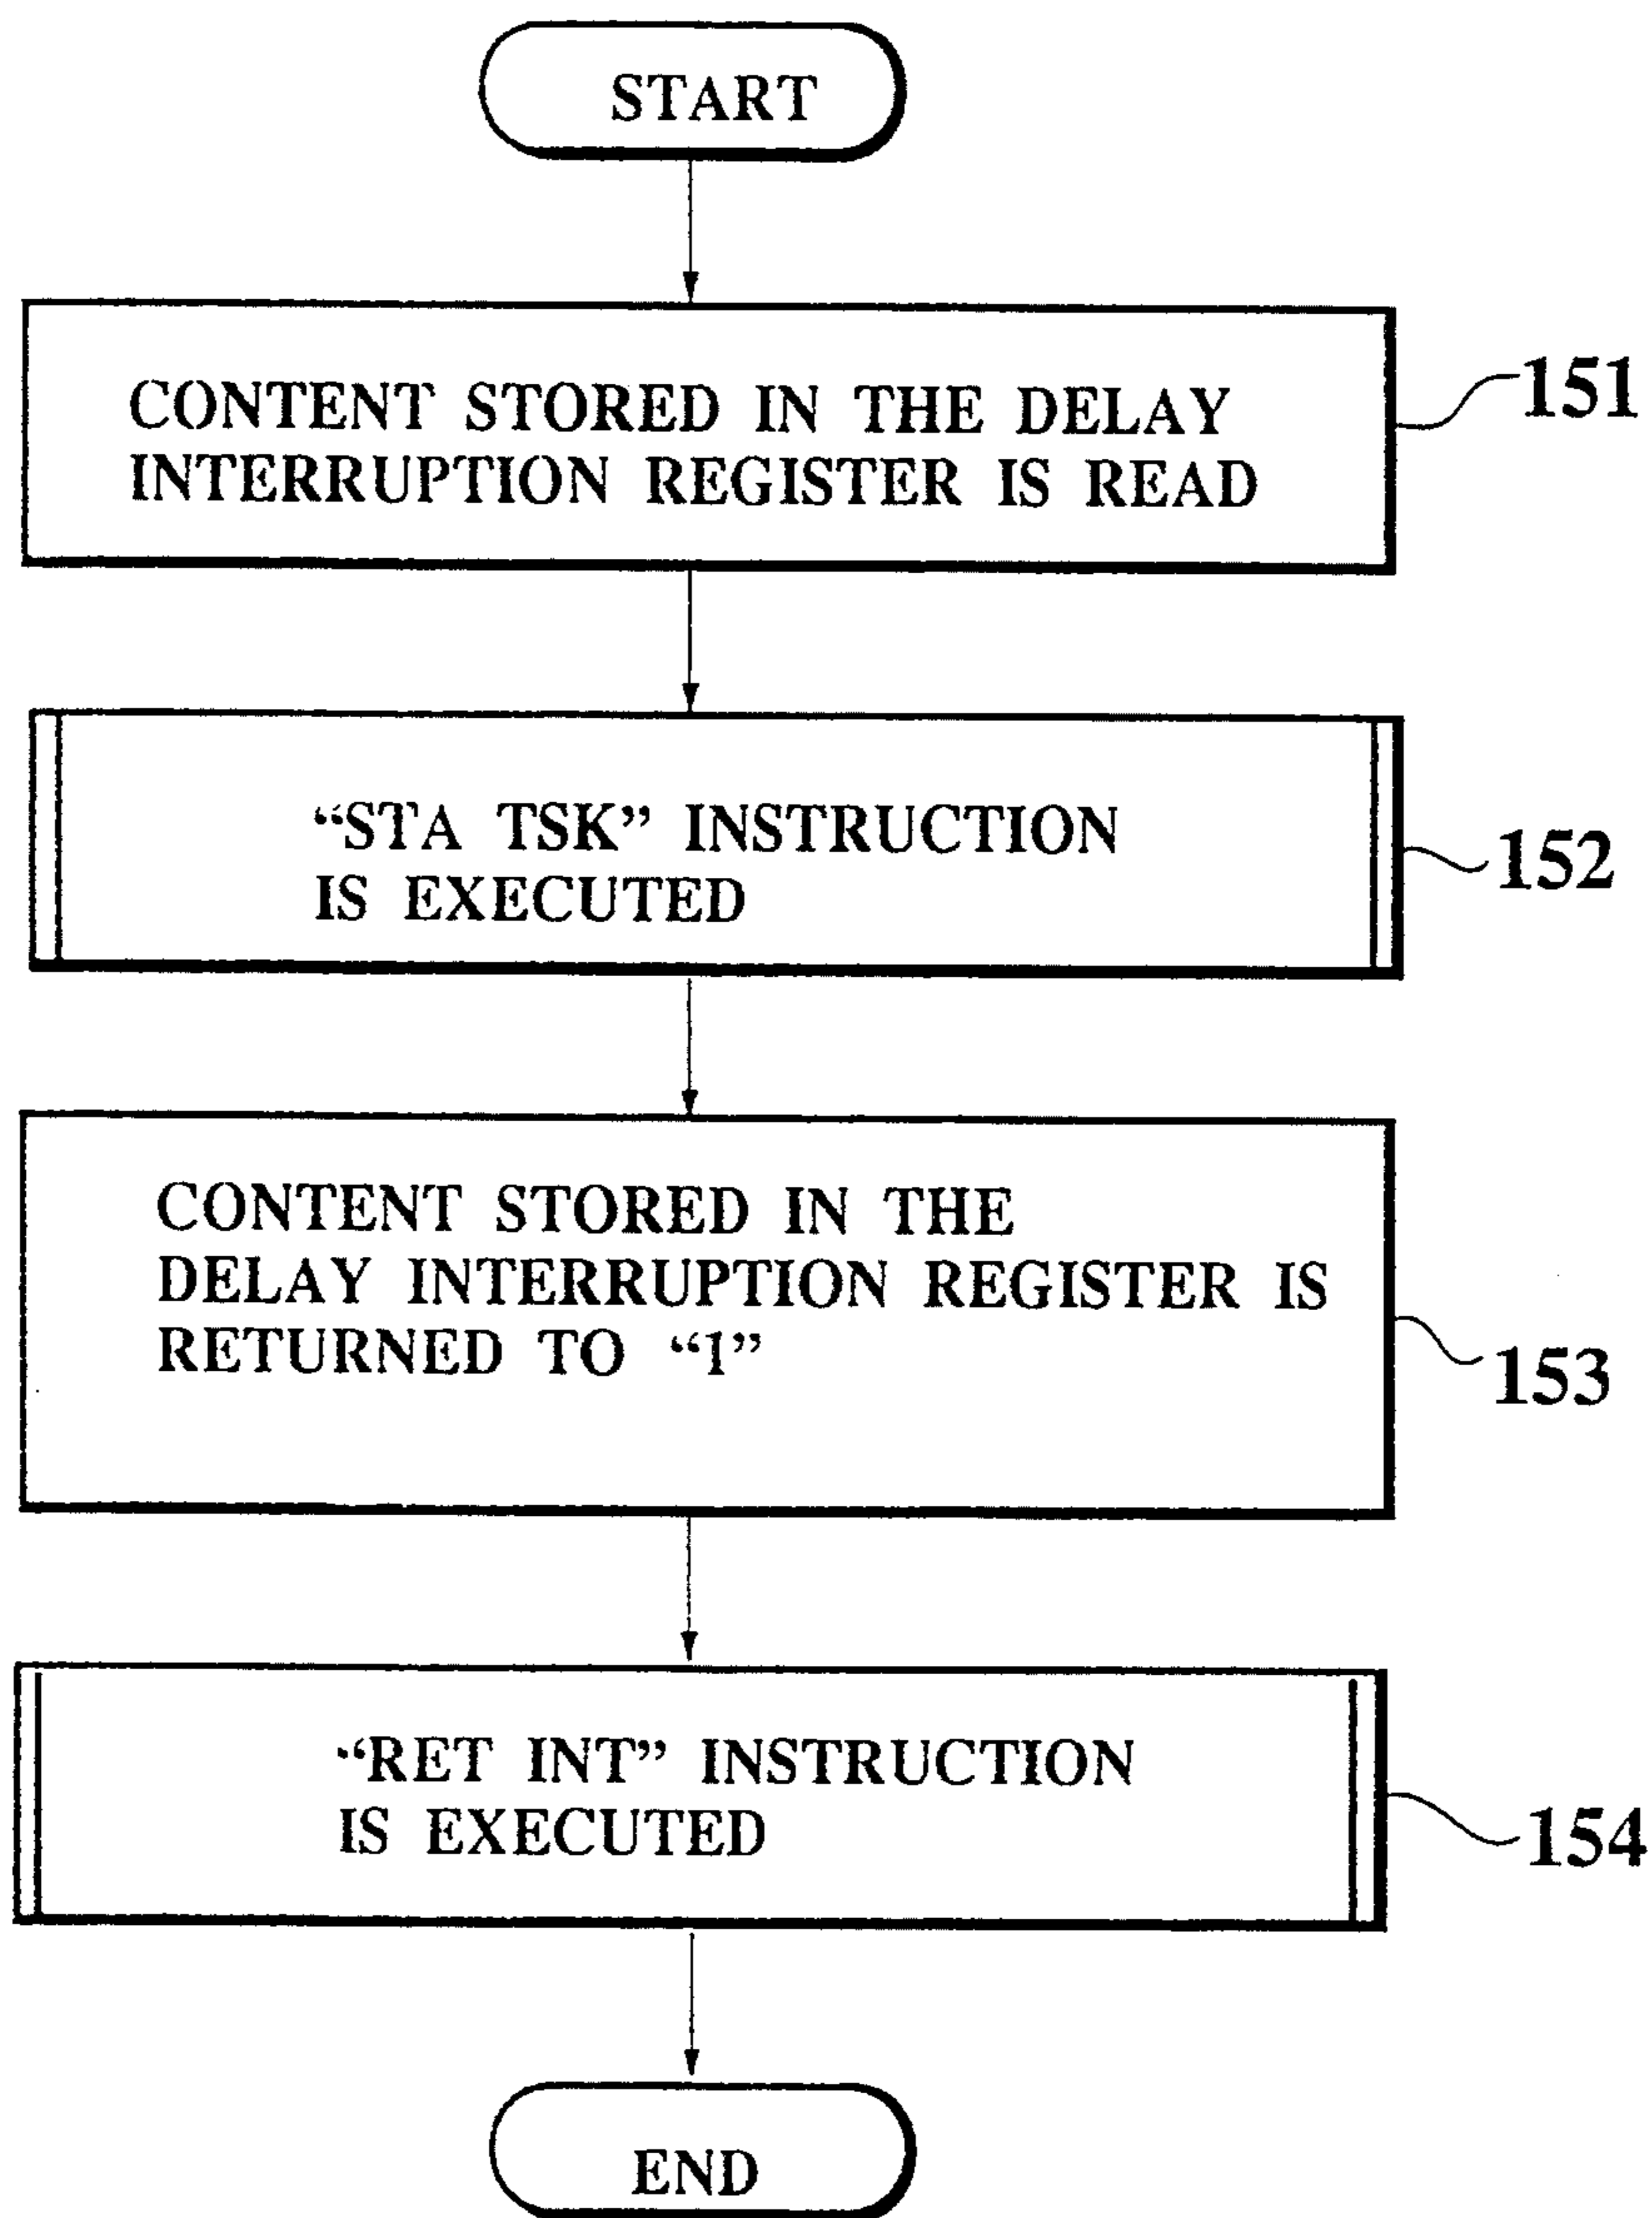 START
CONTENT STORED IN THE DELAY
INTERRUPTION REGISTER IS READ
151
“STA TSK” INSTRUCTION
IS EXECUTED
152
CONTENT STORED IN THE
DELAY INTERRUPTION REGISTER IS
RETURNED TO “1”
153
“RET INT” INSTRUCTION
IS EXECUTED
154
END